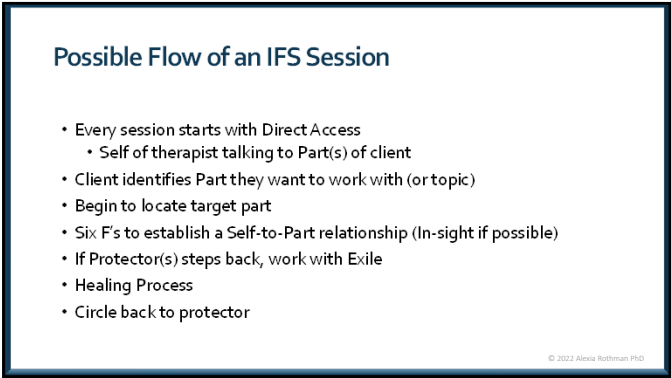 Possible Flow of an IFS Session
• Every session starts with Direct Access
• Self of therapist talking to Part(s) of client
• Client identifies Part they want to work with (or topic)
• Begin to locate target part
• Six F's to establish a Self-to-Part relationship (In-sight if possible)
• If Protector(s) steps back, work with Exile
• Healing Process
• Circle back to protector
© 2022 Alexia Rothman PhD